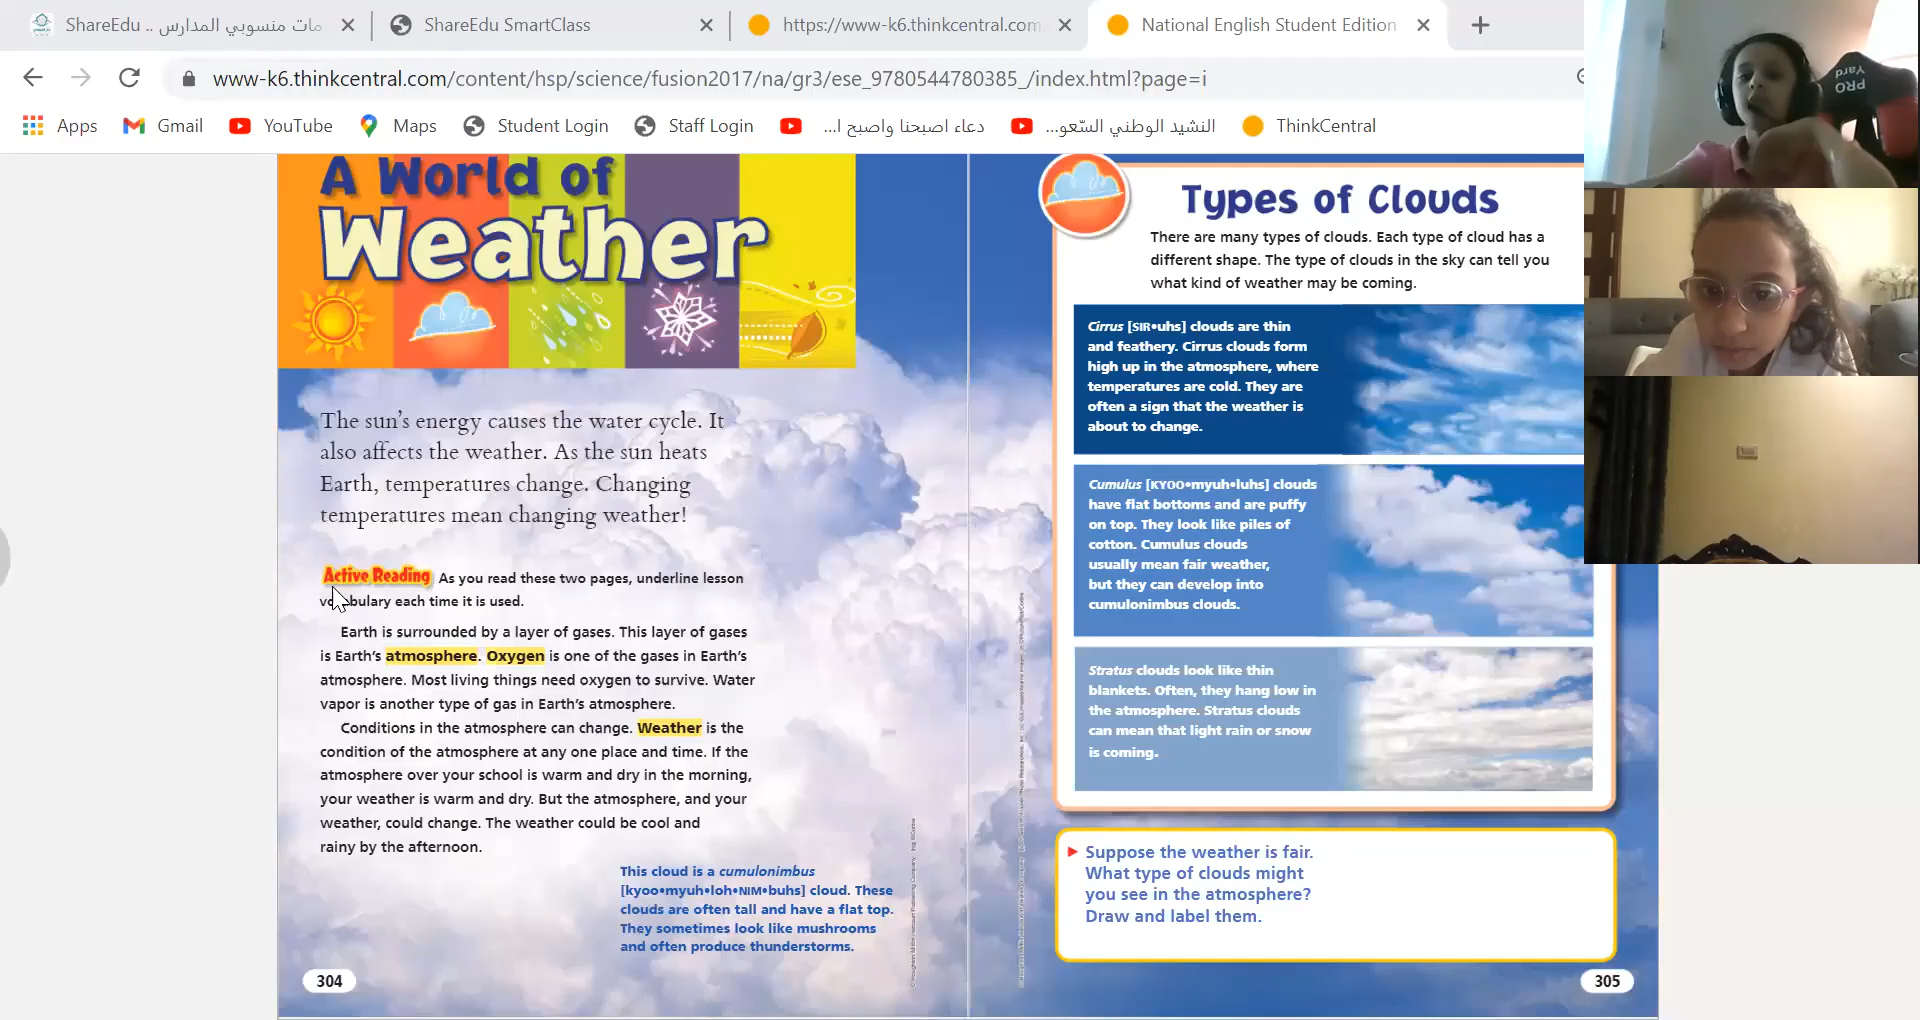 ShareEdu .. مات منسوبي المدارس
ShareEdu SmartClass
https://www-k6.thinkcentral.com
National English Student Edition
www-k6.thinkcentral.com/content/hsp/science/fusion2017/na/gr3/ese_9780544780385_/index.html?page=i
Apps
Gmail
YouTube
Maps
Student Login
Staff Login
دعاء اصبحنا واصبح ا...
النشيد الوطني السّعو...
ThinkCentral
A World of
Weather
The sun's energy causes the water cycle. It
also affects the weather. As the sun heats
Earth, temperatures change. Changing
temperatures mean changing weather!
Active Reading As you read these two pages, underline lesson
vocabulary each time it is used.
Earth is surrounded by a layer of gases. This layer of gases
is Earth's atmosphere. Oxygen is one of the gases in Earth's
atmosphere. Most living things need oxygen to survive. Water
vapor is another type of gas in Earth's atmosphere.
Conditions in the atmosphere can change. Weather is the
condition of the atmosphere at any one place and time. If the
atmosphere over your school is warm and dry in the morning,
your weather is warm and dry. But the atmosphere, and your
weather, could change. The weather could be cool and
rainy by the afternoon.
This cloud is a cumulonimbus
[kyoo•myuh•loh•NIM•buhs] cloud. These
clouds are often tall and have a flat top.
They sometimes look like mushrooms
and often produce thunderstorms.
304
Types of Clouds
There are many types of clouds. Each type of cloud has a
different shape. The type of clouds in the sky can tell you
what kind of weather may be coming.
Cirrus [SIR•uhs] clouds are thin
and feathery. Cirrus clouds form
high up in the atmosphere, where
temperatures are cold. They are
often a sign that the weather is
about to change.
Cumulus [KYOO•myuh•luhs] clouds
have flat bottoms and are puffy
on top. They look like piles of
cotton. Cumulus clouds
usually mean fair weather,
but they can develop into
cumulonimbus clouds.
Stratus clouds look like thin
blankets. Often, they hang low in
the atmosphere. Stratus clouds
can mean that light rain or snow
is coming.
Suppose the weather is fair.
What type of clouds might
you see in the atmosphere?
Draw and label them.
305
PRO
Yard